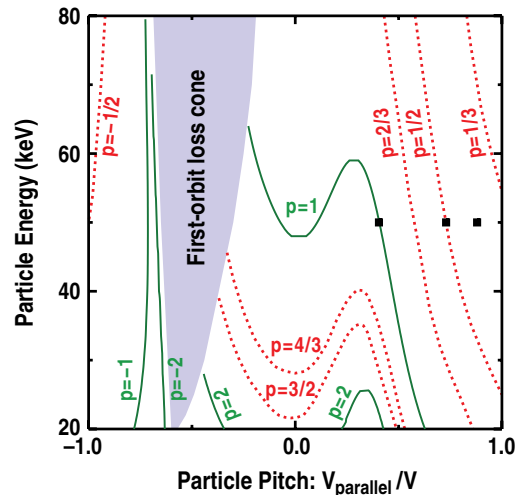 80
60
40
20
Particle Energy (keV)
−1.0
−0.5
0.0
0.5
1.0
Particle Pitch: V_parallel/V
First-orbit loss cone
p=−1/2
p=−1
p=−2
p=2
p=1
p=4/3
p=3/2
p=2
p=2/3
p=1/2
p=1/3